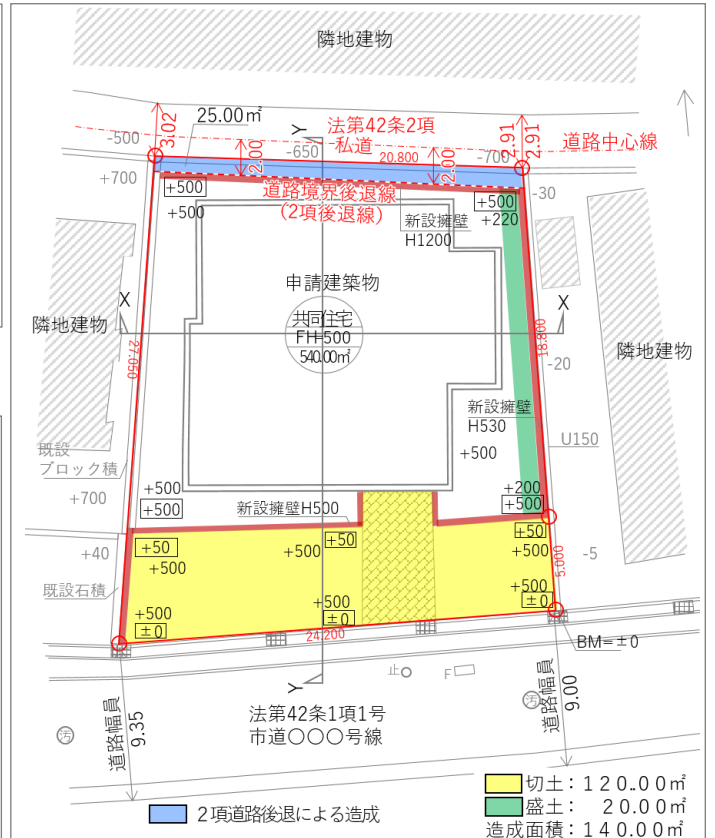 隣地建物
25.00㎡
3.02
-500
Y
法第42条2項
私道
-650
20.800
2.91
2.91
道路中心線
-700
2.00
2.00
+700
+500
+500
道路境界後退線
(2項後退線)
+500
+220
-30
新設擁壁
H1200
申請建築物
X
X
隣地建物
共同住宅
FH+500
540.00㎡
27.050
18.800
-20
隣地建物
新設擁壁
H530
既設
ブロック積
U150
+500
+700
+500
+500
新設擁壁H500
+200
+500
+50
+50
+50
+40
+500
+500
+500
5.000
-5
既設石積
+500
±0
+500
±0
+500
±0
24.200
BM=±0
Y
止
F
汚
汚
道路幅員
9.35
道路幅員
9.00
法第42条1項1号
市道〇〇〇号線
2項道路後退による造成
切土：120.00㎡
盛土： 20.00㎡
造成面積：140.00㎡